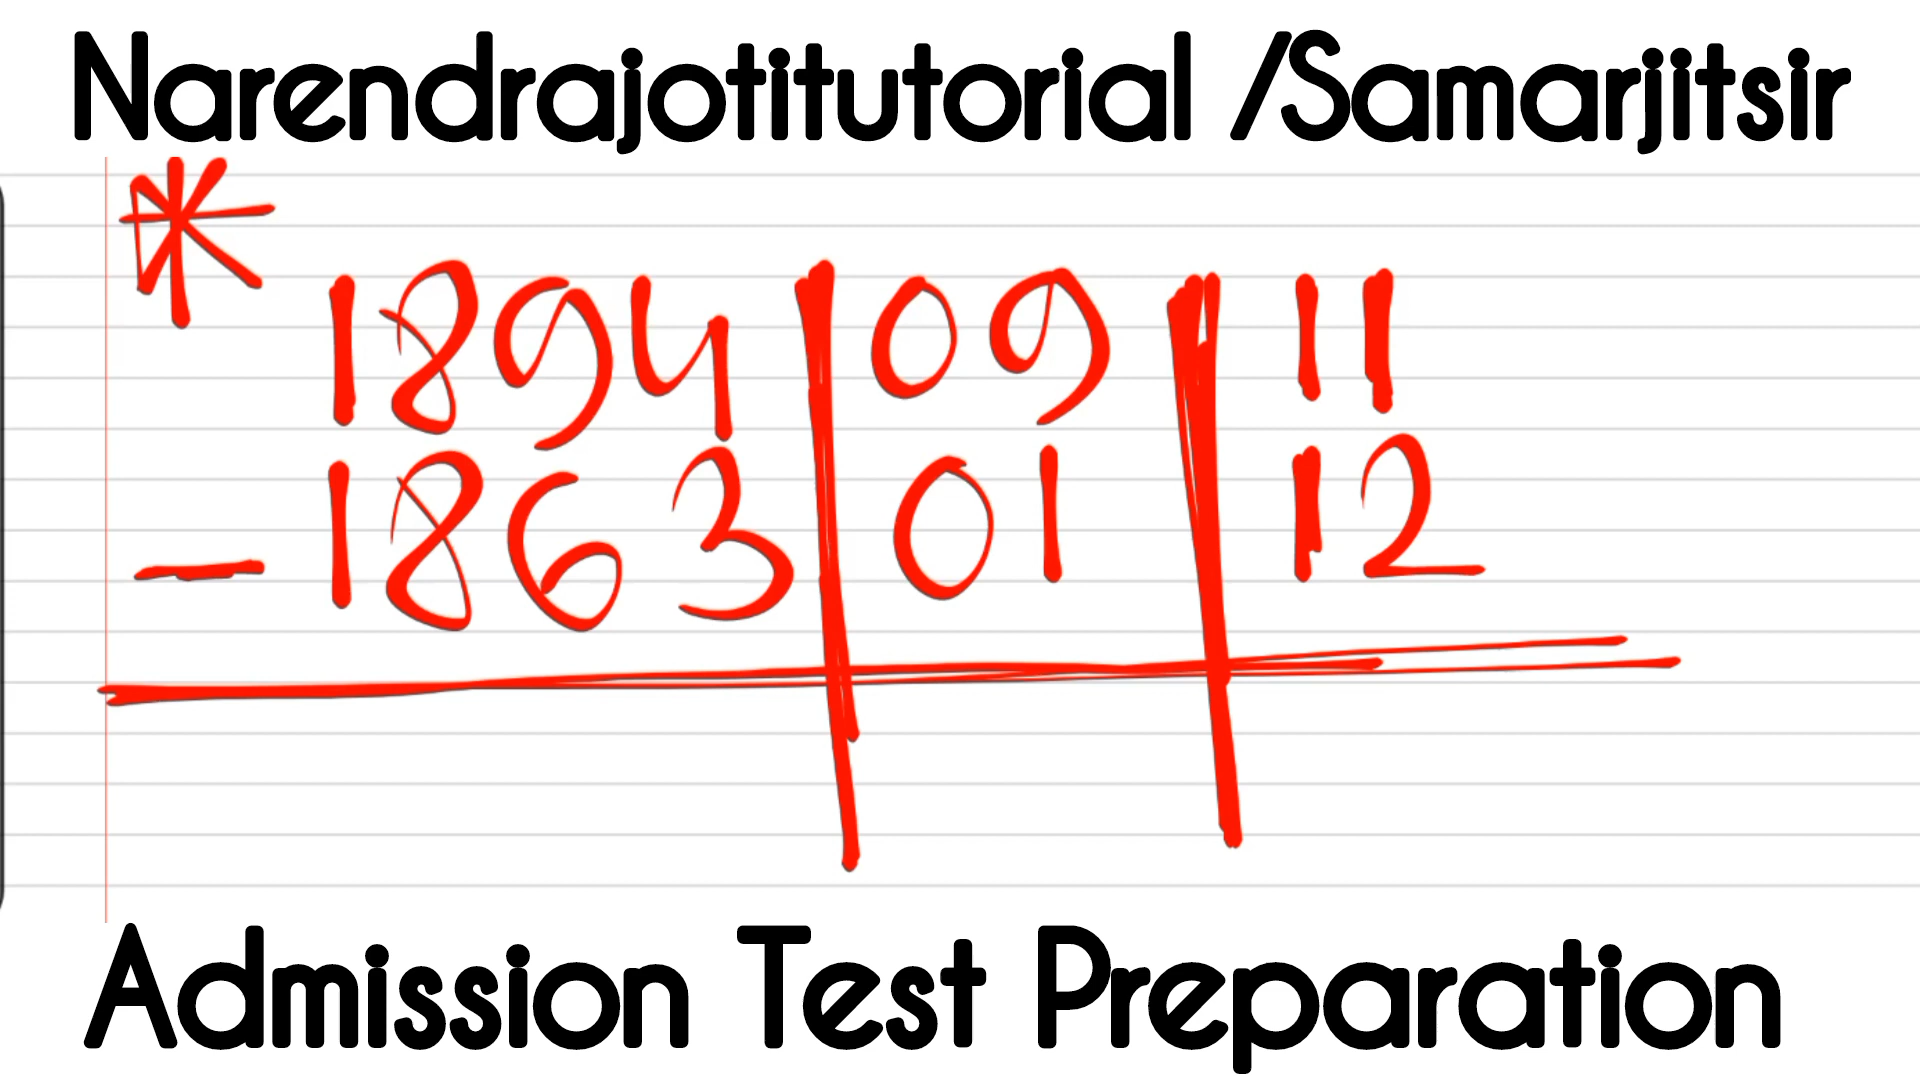 Narendrajotitutorial /Samarjitsir
* 1894 | 09 | 11
- 1863 | 01 | 12
Admission Test Preparation